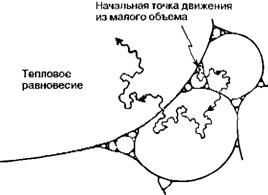 Начальная точка движения
из малого объема
Тепловое
равновесие